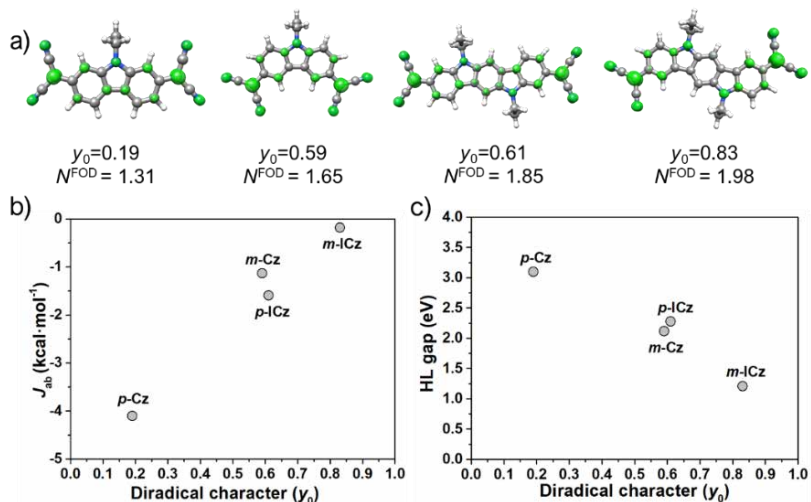 a)
y₀=0.19
Nᶠᴼᴰ = 1.31
y₀=0.59
Nᶠᴼᴰ = 1.65
y₀=0.61
Nᶠᴼᴰ = 1.85
y₀=0.83
Nᶠᴼᴰ = 1.98
b)
0
-1
-2
-3
-4
-5
J_ab (kcal·mol⁻¹)
m-ICz
m-Cz
p-ICz
p-Cz
0.0 0.1 0.2 0.3 0.4 0.5 0.6 0.7 0.8 0.9 1.0
Diradical character (y₀)
c)
4.0
3.5
3.0
2.5
2.0
1.5
1.0
0.5
0.0
HL gap (eV)
p-Cz
p-ICz
m-Cz
m-ICz
0.0 0.1 0.2 0.3 0.4 0.5 0.6 0.7 0.8 0.9 1.0
Diradical character (y₀)